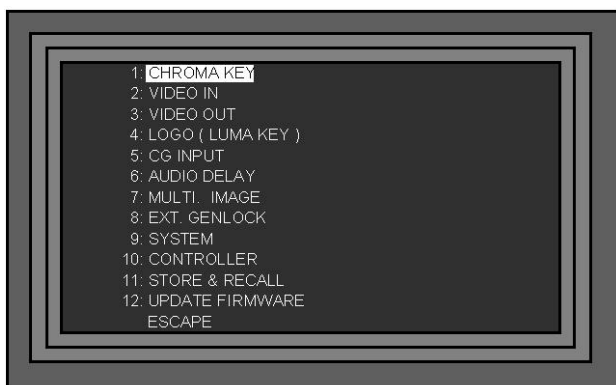 1: CHROMA KEY
2: VIDEO IN
3: VIDEO OUT
4: LOGO ( LUMA KEY )
5: CG INPUT
6: AUDIO DELAY
7: MULTI. IMAGE
8: EXT. GENLOCK
9: SYSTEM
10: CONTROLLER
11: STORE & RECALL
12: UPDATE FIRMWARE
ESCAPE